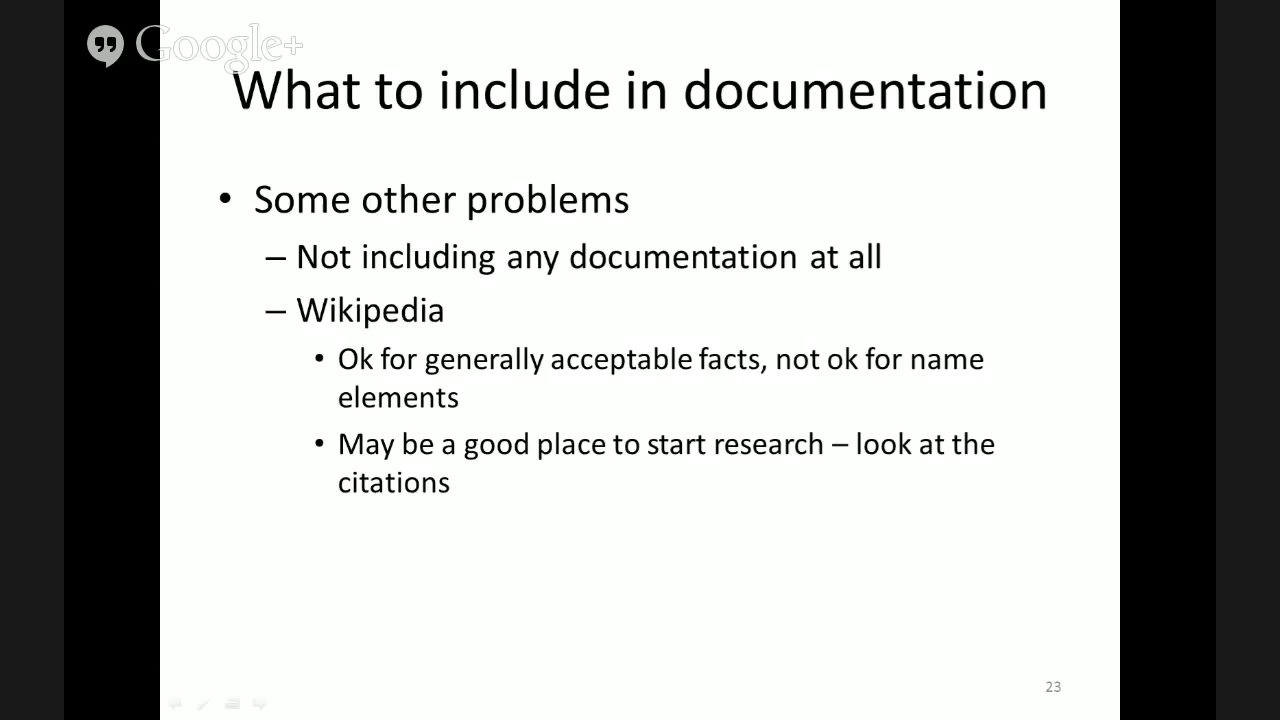 Google+
What to include in documentation
• Some other problems
– Not including any documentation at all
– Wikipedia
• Ok for generally acceptable facts, not ok for name
elements
• May be a good place to start research – look at the
citations
23